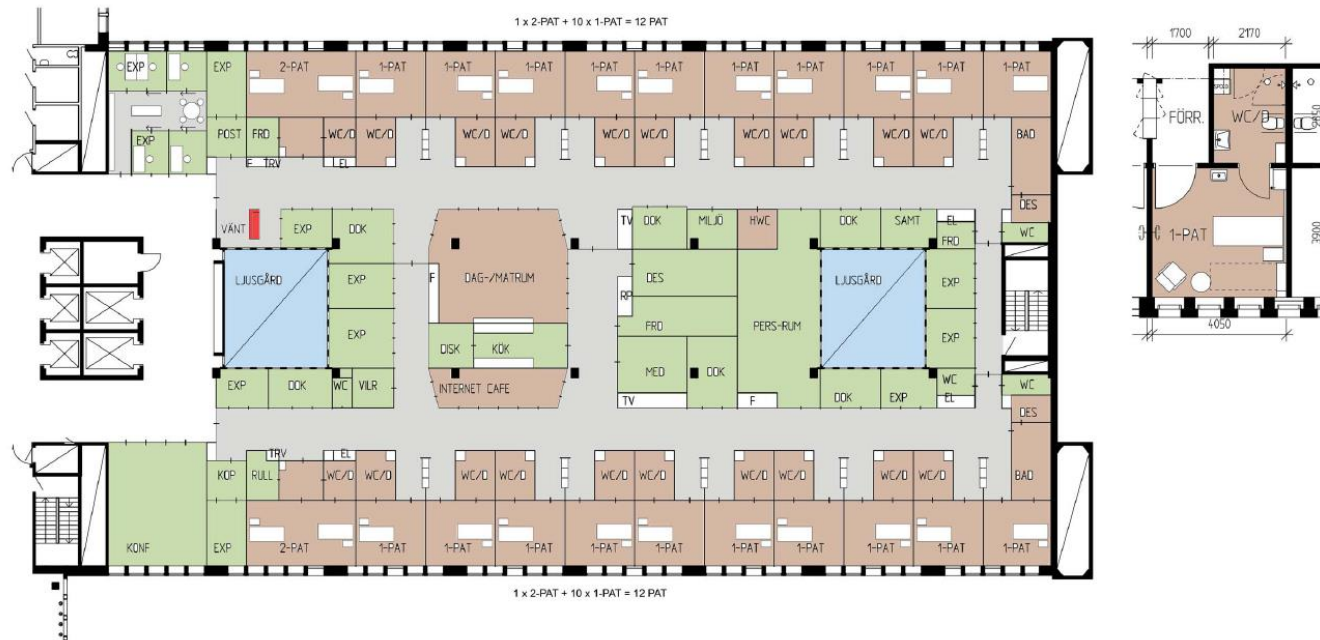 1 x 2-PAT + 10 x 1-PAT = 12 PAT
EXP
EXP
2-PAT
1-PAT
1-PAT
1-PAT
1-PAT
1-PAT
1-PAT
1-PAT
1-PAT
1-PAT
1-PAT
EXP
POST
FRD
WC/D
WC/D
WC/D
WC/D
WC/D
WC/D
WC/D
WC/D
WC/D
WC/D
BAD
F
TRV
EL
DES
VÄNT
EXP
DOK
TV
DOK
MILJÖ
HWC
DOK
SAMT
EL
FRD
WC
LJUSGÅRD
EXP
F
DAG-/MATRUM
DES
RP
LJUSGÅRD
EXP
EXP
DISK
KÖK
FRD
PERS-RUM
EXP
EXP
DOK
WC
VILR
INTERNET CAFE
MED
DOK
TV
F
DOK
EXP
WC
EL
WC
DES
TRV
EL
KOP
RULL
WC/D
WC/D
WC/D
WC/D
WC/D
WC/D
WC/D
WC/D
WC/D
WC/D
BAD
KONF
EXP
2-PAT
1-PAT
1-PAT
1-PAT
1-PAT
1-PAT
1-PAT
1-PAT
1-PAT
1-PAT
1-PAT
1 x 2-PAT + 10 x 1-PAT = 12 PAT
1700
2170
FÖRR.
WC/D
1-PAT
3900
4050